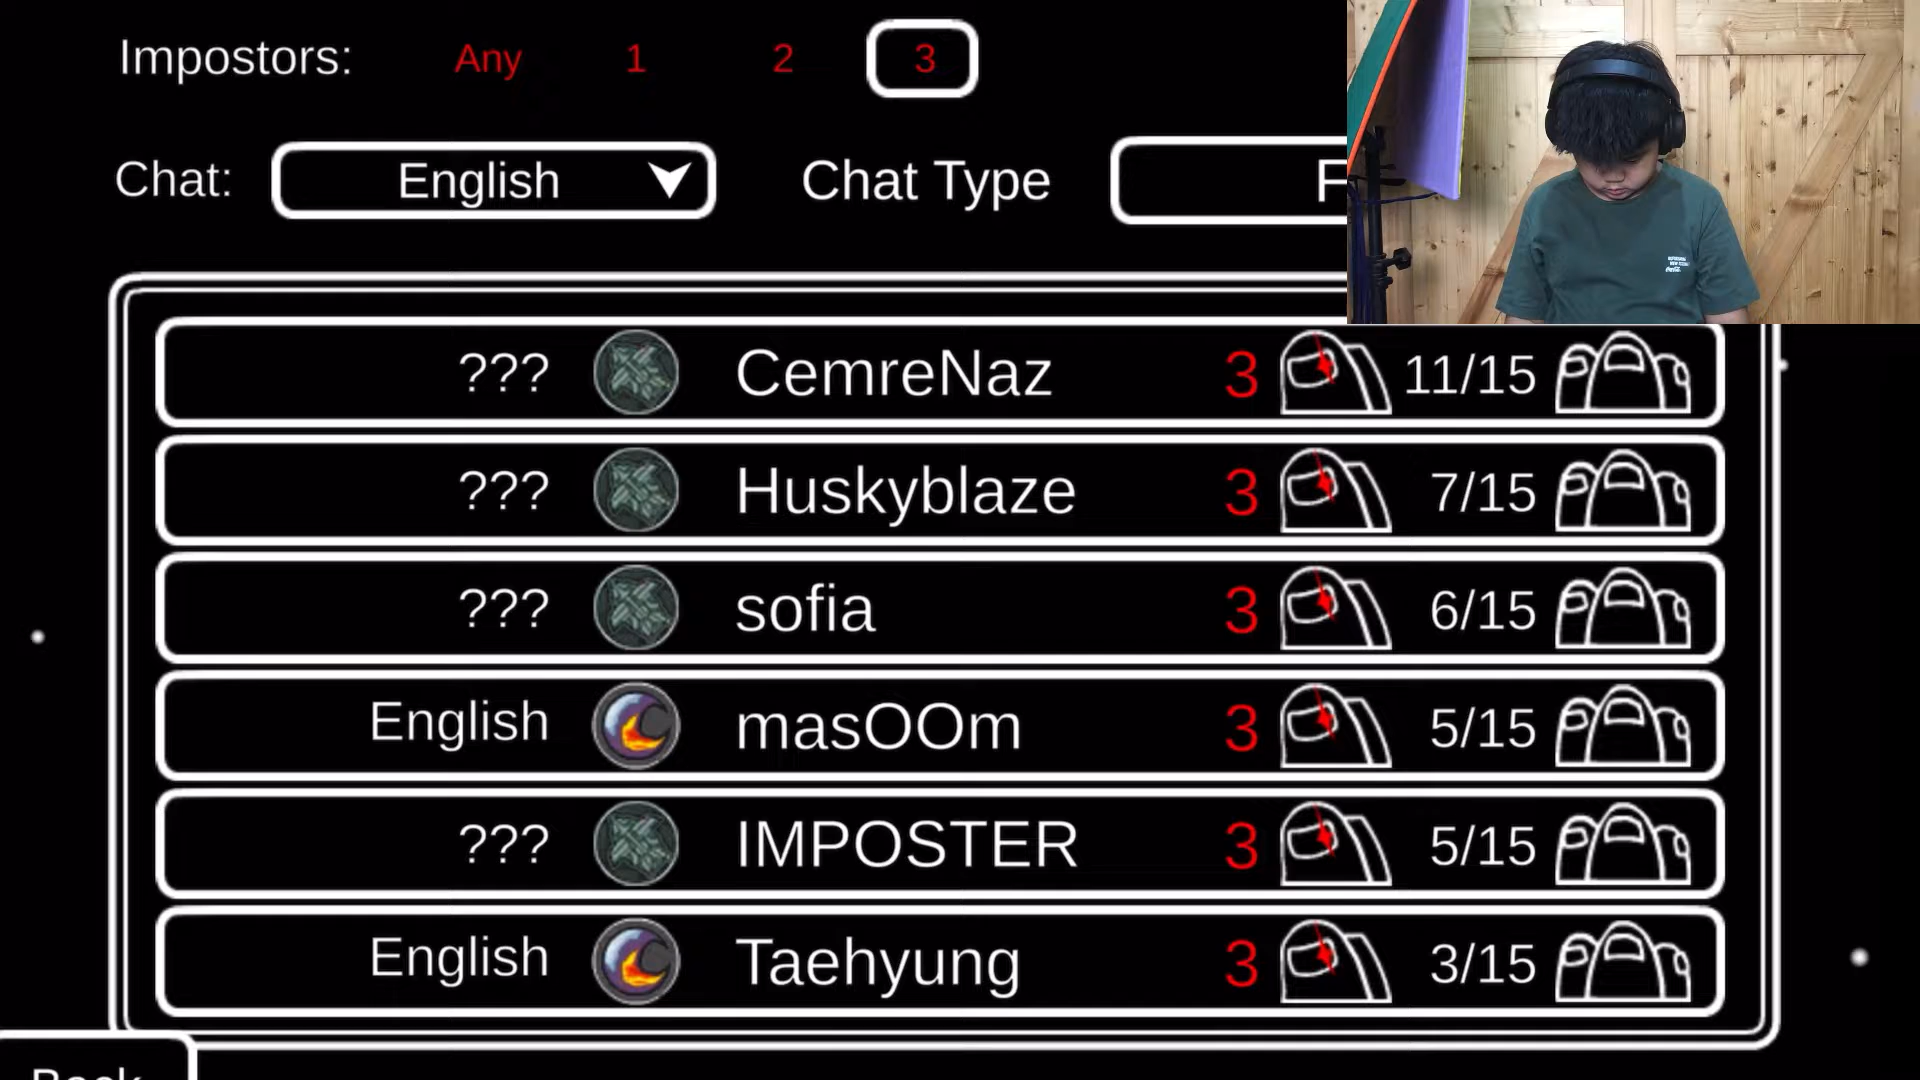 Impostors: Any 1 2 3
Chat: English Chat Type F
??? CemreNaz 3 11/15
??? Huskyblaze 3 7/15
??? sofia 3 6/15
English masOOm 3 5/15
??? IMPOSTER 3 5/15
English Taehyung 3 3/15
Back